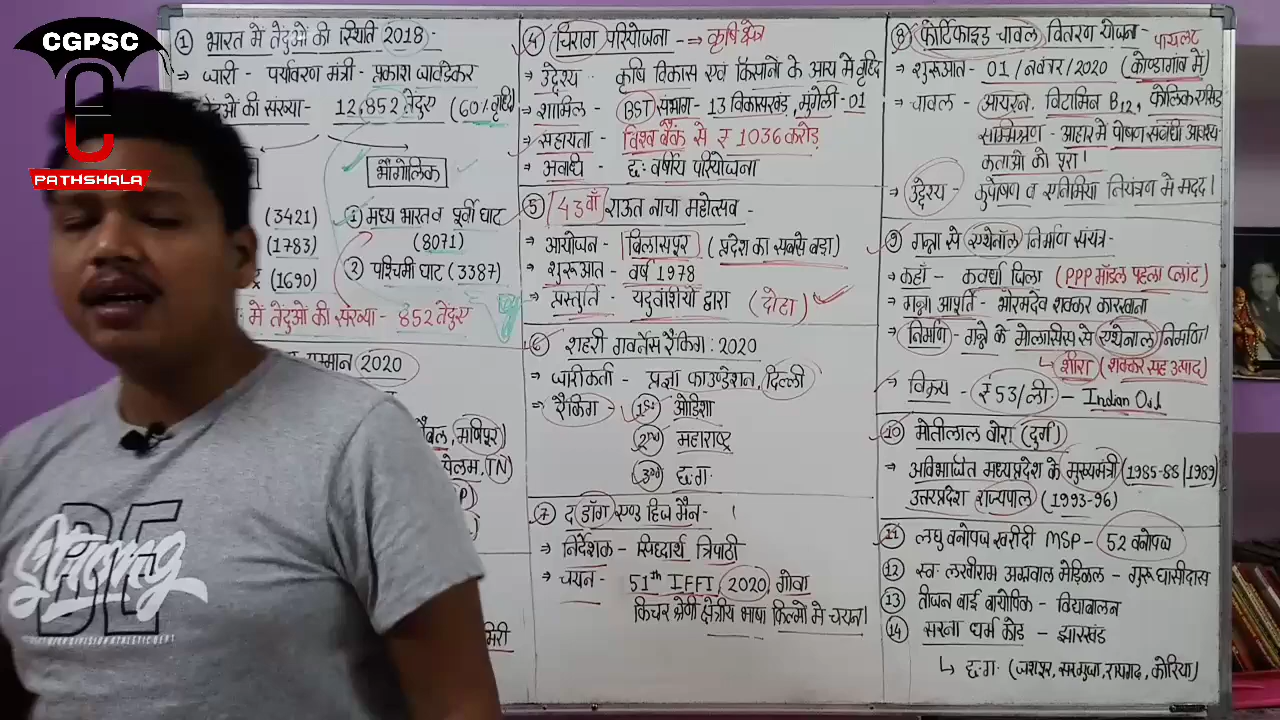 CGPSC
PATHSHALA
① भारत में तेंदुओं की स्थिति 2018 -
⇒ जारी - पर्यावरण मंत्री - प्रकाश जावडेकर
तेंदुओं की संख्या - 12,852 तेंदुए (60% वृद्धि)
भौगोलिक
(3421)
(1783)
(1690)
① मध्य भारत व पूर्वी घाट
(8071)
② पश्चिमी घाट (3387)
में तेंदुओं की संख्या - 852 तेंदुए
सम्मान 2020
मणिपुर)
TN)
STRONG
④ चिराग परियोजना - → कृषि क्षेत्र
⇒ उद्देश्य - कृषि विकास एवं किसानो के आय में वृद्धि
⇒ शामिल - BST संभाग - 13 विकासखंड, मुंगेली - 01
⇒ सहायता - विश्व बैंक से ₹ 1036 करोड़
⇒ अवधी - छः वर्षीय परियोजना
⑤ 43वाँ राऊत नाचा महोत्सव -
⇒ आयोजन - बिलासपुर (प्रदेश का सबसे बड़ा)
⇒ शुरूआत - वर्ष 1978
⇒ प्रस्तुति - यदुवंशियो द्वारा (दोहा)
⑥ शहरी गवर्नेंस रैंकिंग : 2020
⇒ जारीकर्ता - प्रज्ञा फाउण्डेशन, दिल्ली
⇒ रैंकिंग - 1st ओडिशा
2nd महाराष्ट्र
3rd छ.ग.
⑦ द डॉग एण्ड हिज मैन -
⇒ निर्देशक - सिध्दार्थ त्रिपाठी
⇒ चयन - 51th IFFI, 2020, गोवा
फिचर श्रेणी क्षेत्रीय भाषा फिल्मो में चयन।
⑧ फोर्टिफाइड चावल वितरण योजन - पायलट
⇒ शुरूआत - 01/नवंबर/2020 (कोण्डागांव में)
⇒ चावल - आयरन, विटामिन B12, फोलिक एसिड
सम्मिश्रण - आहार में पोषण संबंधी आवश्य-
कताओ को पूरा।
⇒ उद्देश्य - कुपोषण व एनिमिया नियंत्रण में मदद।
⑨ गन्ना से एथेनॉल निर्माण संयंत्र -
⇒ कहाँ - कवर्धा जिला (PPP मॉडल पहला प्लांट)
⇒ गन्ना आपूर्ति - भोरमदेव शक्कर कारखाना
⇒ निर्माण - गन्ने के मोलासिस से एथेनाल निर्माण।
↳ शीरा (शक्कर सह उत्पाद)
⇒ विक्रय - ₹ 53/ली. - Indian Oil
⑩ मोतीलाल वोरा (दुर्ग)
⇒ अविभाजित मध्यप्रदेश के मुख्यमंत्री (1985-88|1989)
उत्तरप्रदेश राज्यपाल (1993-96)
⑪ लघु वनोपज खरीदी MSP - 52 वनोपज
⑫ स्वः लखीराम अग्रवाल मेडिकल - गुरू घासीदास
⑬ तीजन बाई बायोपिक - विद्याबालन
⑭ सरना धर्म कोड - झारखंड
↳ छ.ग. (जशपुर, सरगुजा, रायगढ़, कोरिया)